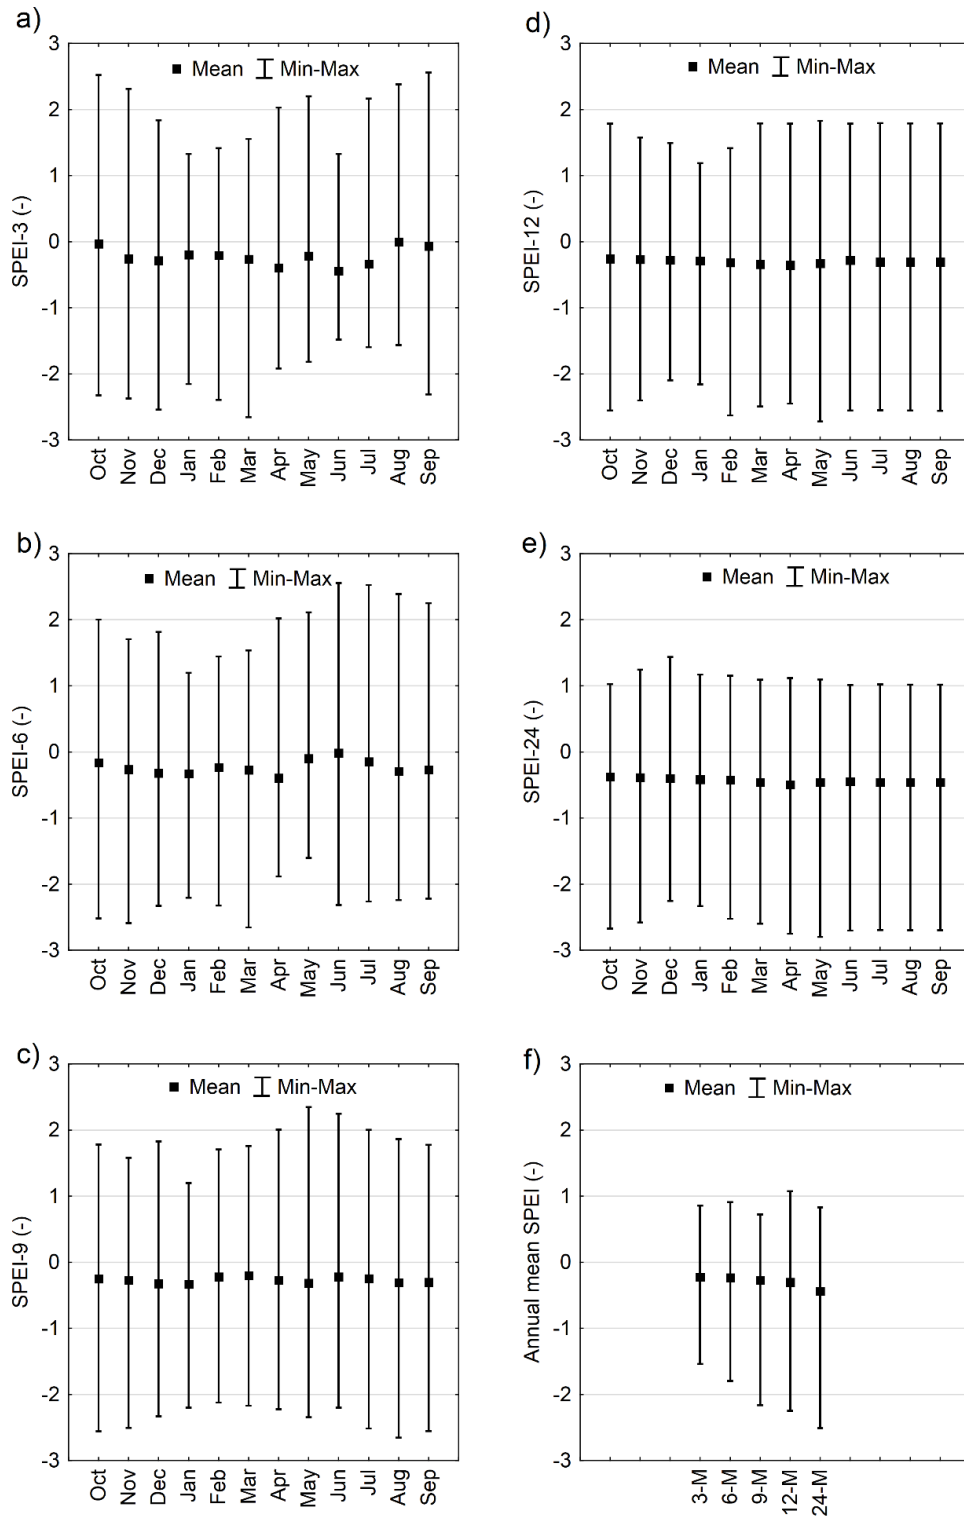 a)
Mean Min-Max
SPEI-3 (-)
3
2
1
0
-1
-2
-3
Oct Nov Dec Jan Feb Mar Apr May Jun Jul Aug Sep
d)
Mean Min-Max
SPEI-12 (-)
3
2
1
0
-1
-2
-3
Oct Nov Dec Jan Feb Mar Apr May Jun Jul Aug Sep
b)
Mean Min-Max
SPEI-6 (-)
3
2
1
0
-1
-2
-3
Oct Nov Dec Jan Feb Mar Apr May Jun Jul Aug Sep
e)
Mean Min-Max
SPEI-24 (-)
3
2
1
0
-1
-2
-3
Oct Nov Dec Jan Feb Mar Apr May Jun Jul Aug Sep
c)
Mean Min-Max
SPEI-9 (-)
3
2
1
0
-1
-2
-3
Oct Nov Dec Jan Feb Mar Apr May Jun Jul Aug Sep
f)
Mean Min-Max
Annual mean SPEI (-)
3
2
1
0
-1
-2
-3
3-M 6-M 9-M 12-M 24-M